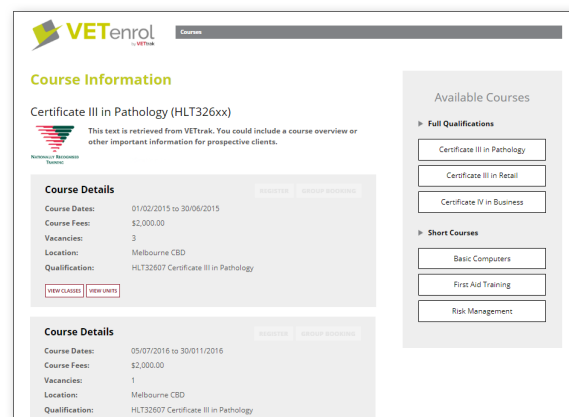 VETenrol
by VETtrak
Courses
Course Information
Certificate III in Pathology (HLT326xx)
This text is retrieved from VETtrak. You could include a course overview or
other important information for prospective clients.
NATIONALLY RECOGNISED
TRAINING
Course Details
REGISTER GROUP BOOKING
Course Dates: 01/02/2015 to 30/06/2015
Course Fees: $2,000.00
Vacancies: 3
Location: Melbourne CBD
Qualification: HLT32607 Certificate III in Pathology
VIEW CLASSES VIEW UNITS
Course Details
REGISTER GROUP BOOKING
Course Dates: 05/07/2016 to 30/011/2016
Course Fees: $2,000.00
Vacancies: 1
Location: Melbourne CBD
Qualification: HLT32607 Certificate III in Pathology
Available Courses
Full Qualifications
Certificate III in Pathology
Certificate III in Retail
Certificate IV in Business
Short Courses
Basic Computers
First Aid Training
Risk Management